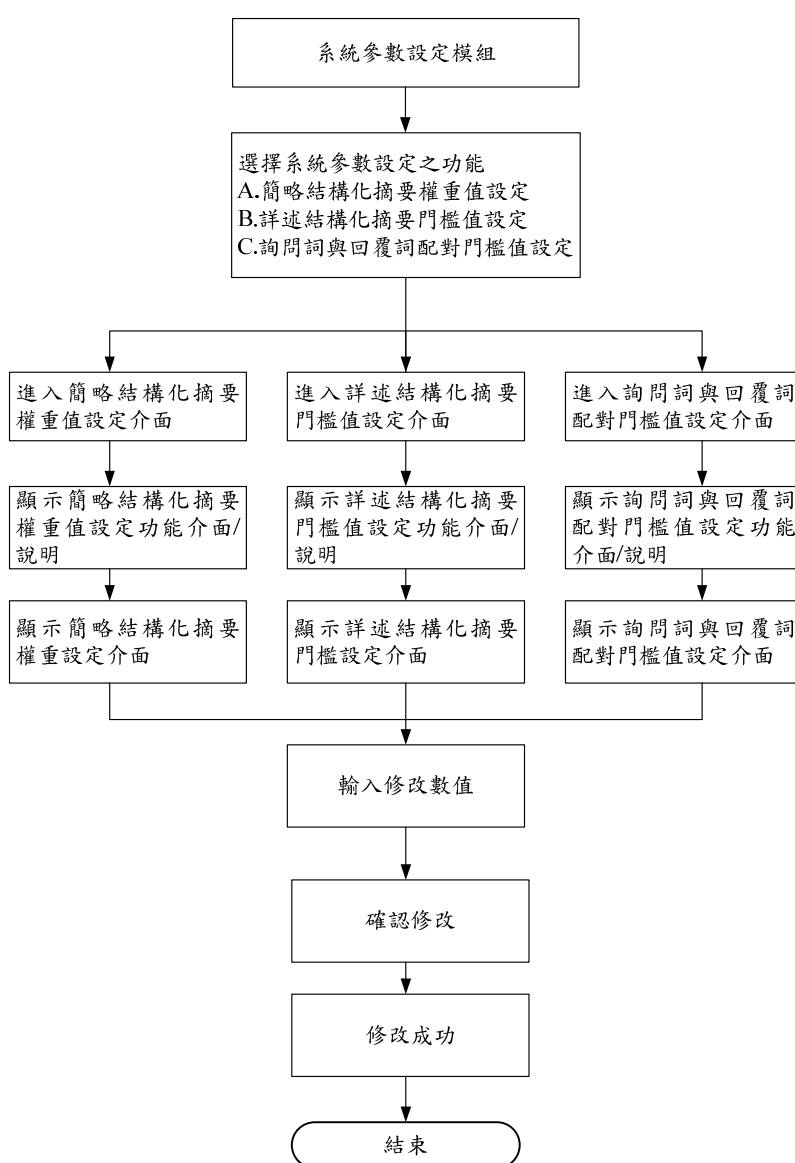 系統參數設定模組
選擇系統參數設定之功能
A.簡略結構化摘要權重值設定
B.詳述結構化摘要門檻值設定
C.詢問詞與回覆詞配對門檻值設定
進入簡略結構化摘要
權重值設定介面
進入詳述結構化摘要
門檻值設定介面
進入詢問詞與回覆詞
配對門檻值設定介面
顯示簡略結構化摘要
權重值設定功能介面/
說明
顯示詳述結構化摘要
門檻值設定功能介面/
說明
顯示詢問詞與回覆詞
配對門檻值設定功能
介面/說明
顯示簡略結構化摘要
權重設定介面
顯示詳述結構化摘要
門檻設定介面
顯示詢問詞與回覆詞
配對門檻值設定介面
輸入修改數值
確認修改
修改成功
結束